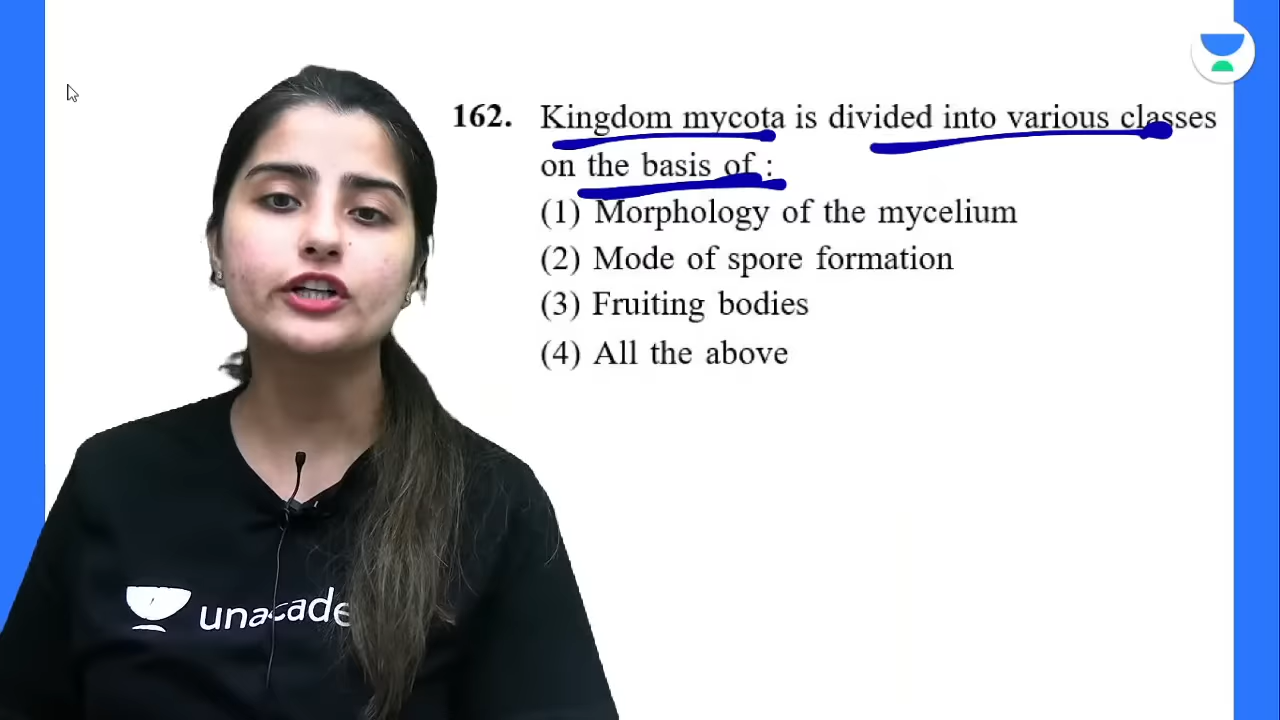 162. Kingdom mycota is divided into various classes
on the basis of :
(1) Morphology of the mycelium
(2) Mode of spore formation
(3) Fruiting bodies
(4) All the above
unacade